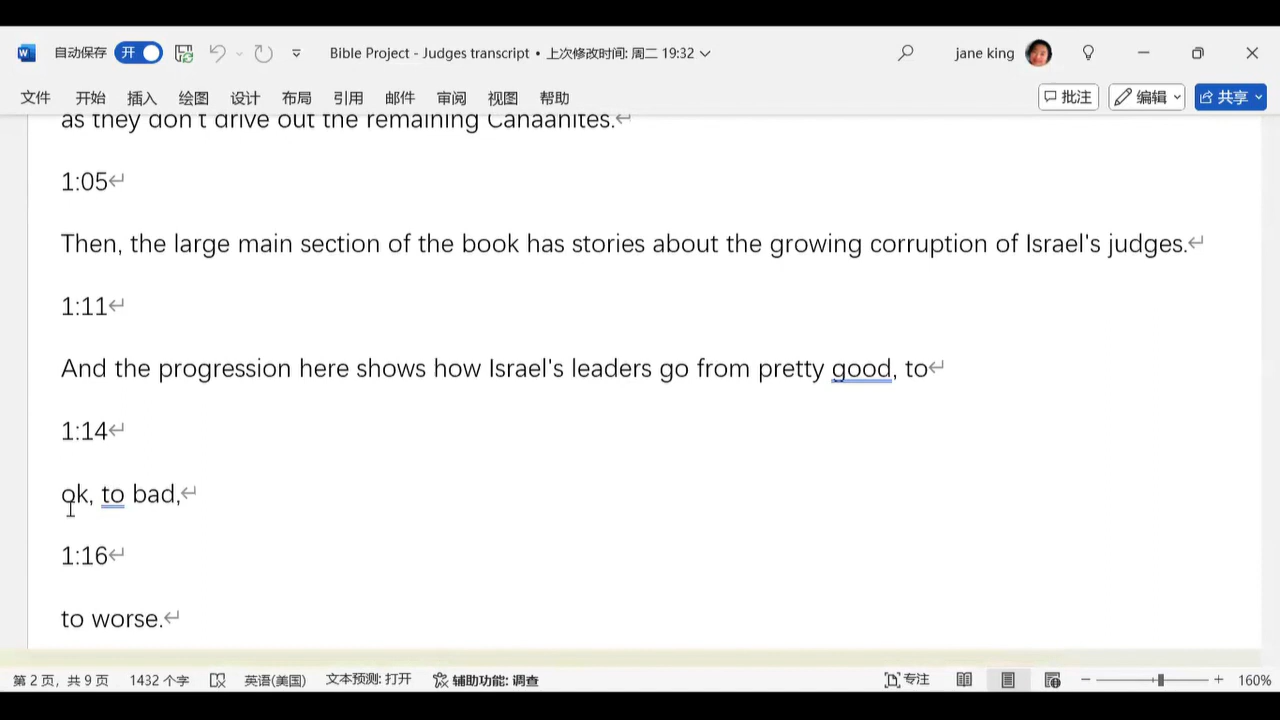 自动保存 开 Bible Project - Judges transcript • 上次修改时间: 周二 19:32 jane king
文件 开始 插入 绘图 设计 布局 引用 邮件 审阅 视图 帮助 批注 编辑 共享
as they don't drive out the remaining Canaanites.
1:05
Then, the large main section of the book has stories about the growing corruption of Israel's judges.
1:11
And the progression here shows how Israel's leaders go from pretty good, to
1:14
ok, to bad,
1:16
to worse.
第 2 页, 共 9 页 1432 个字 英语(美国) 文本预测: 打开 辅助功能: 调查 专注 160%